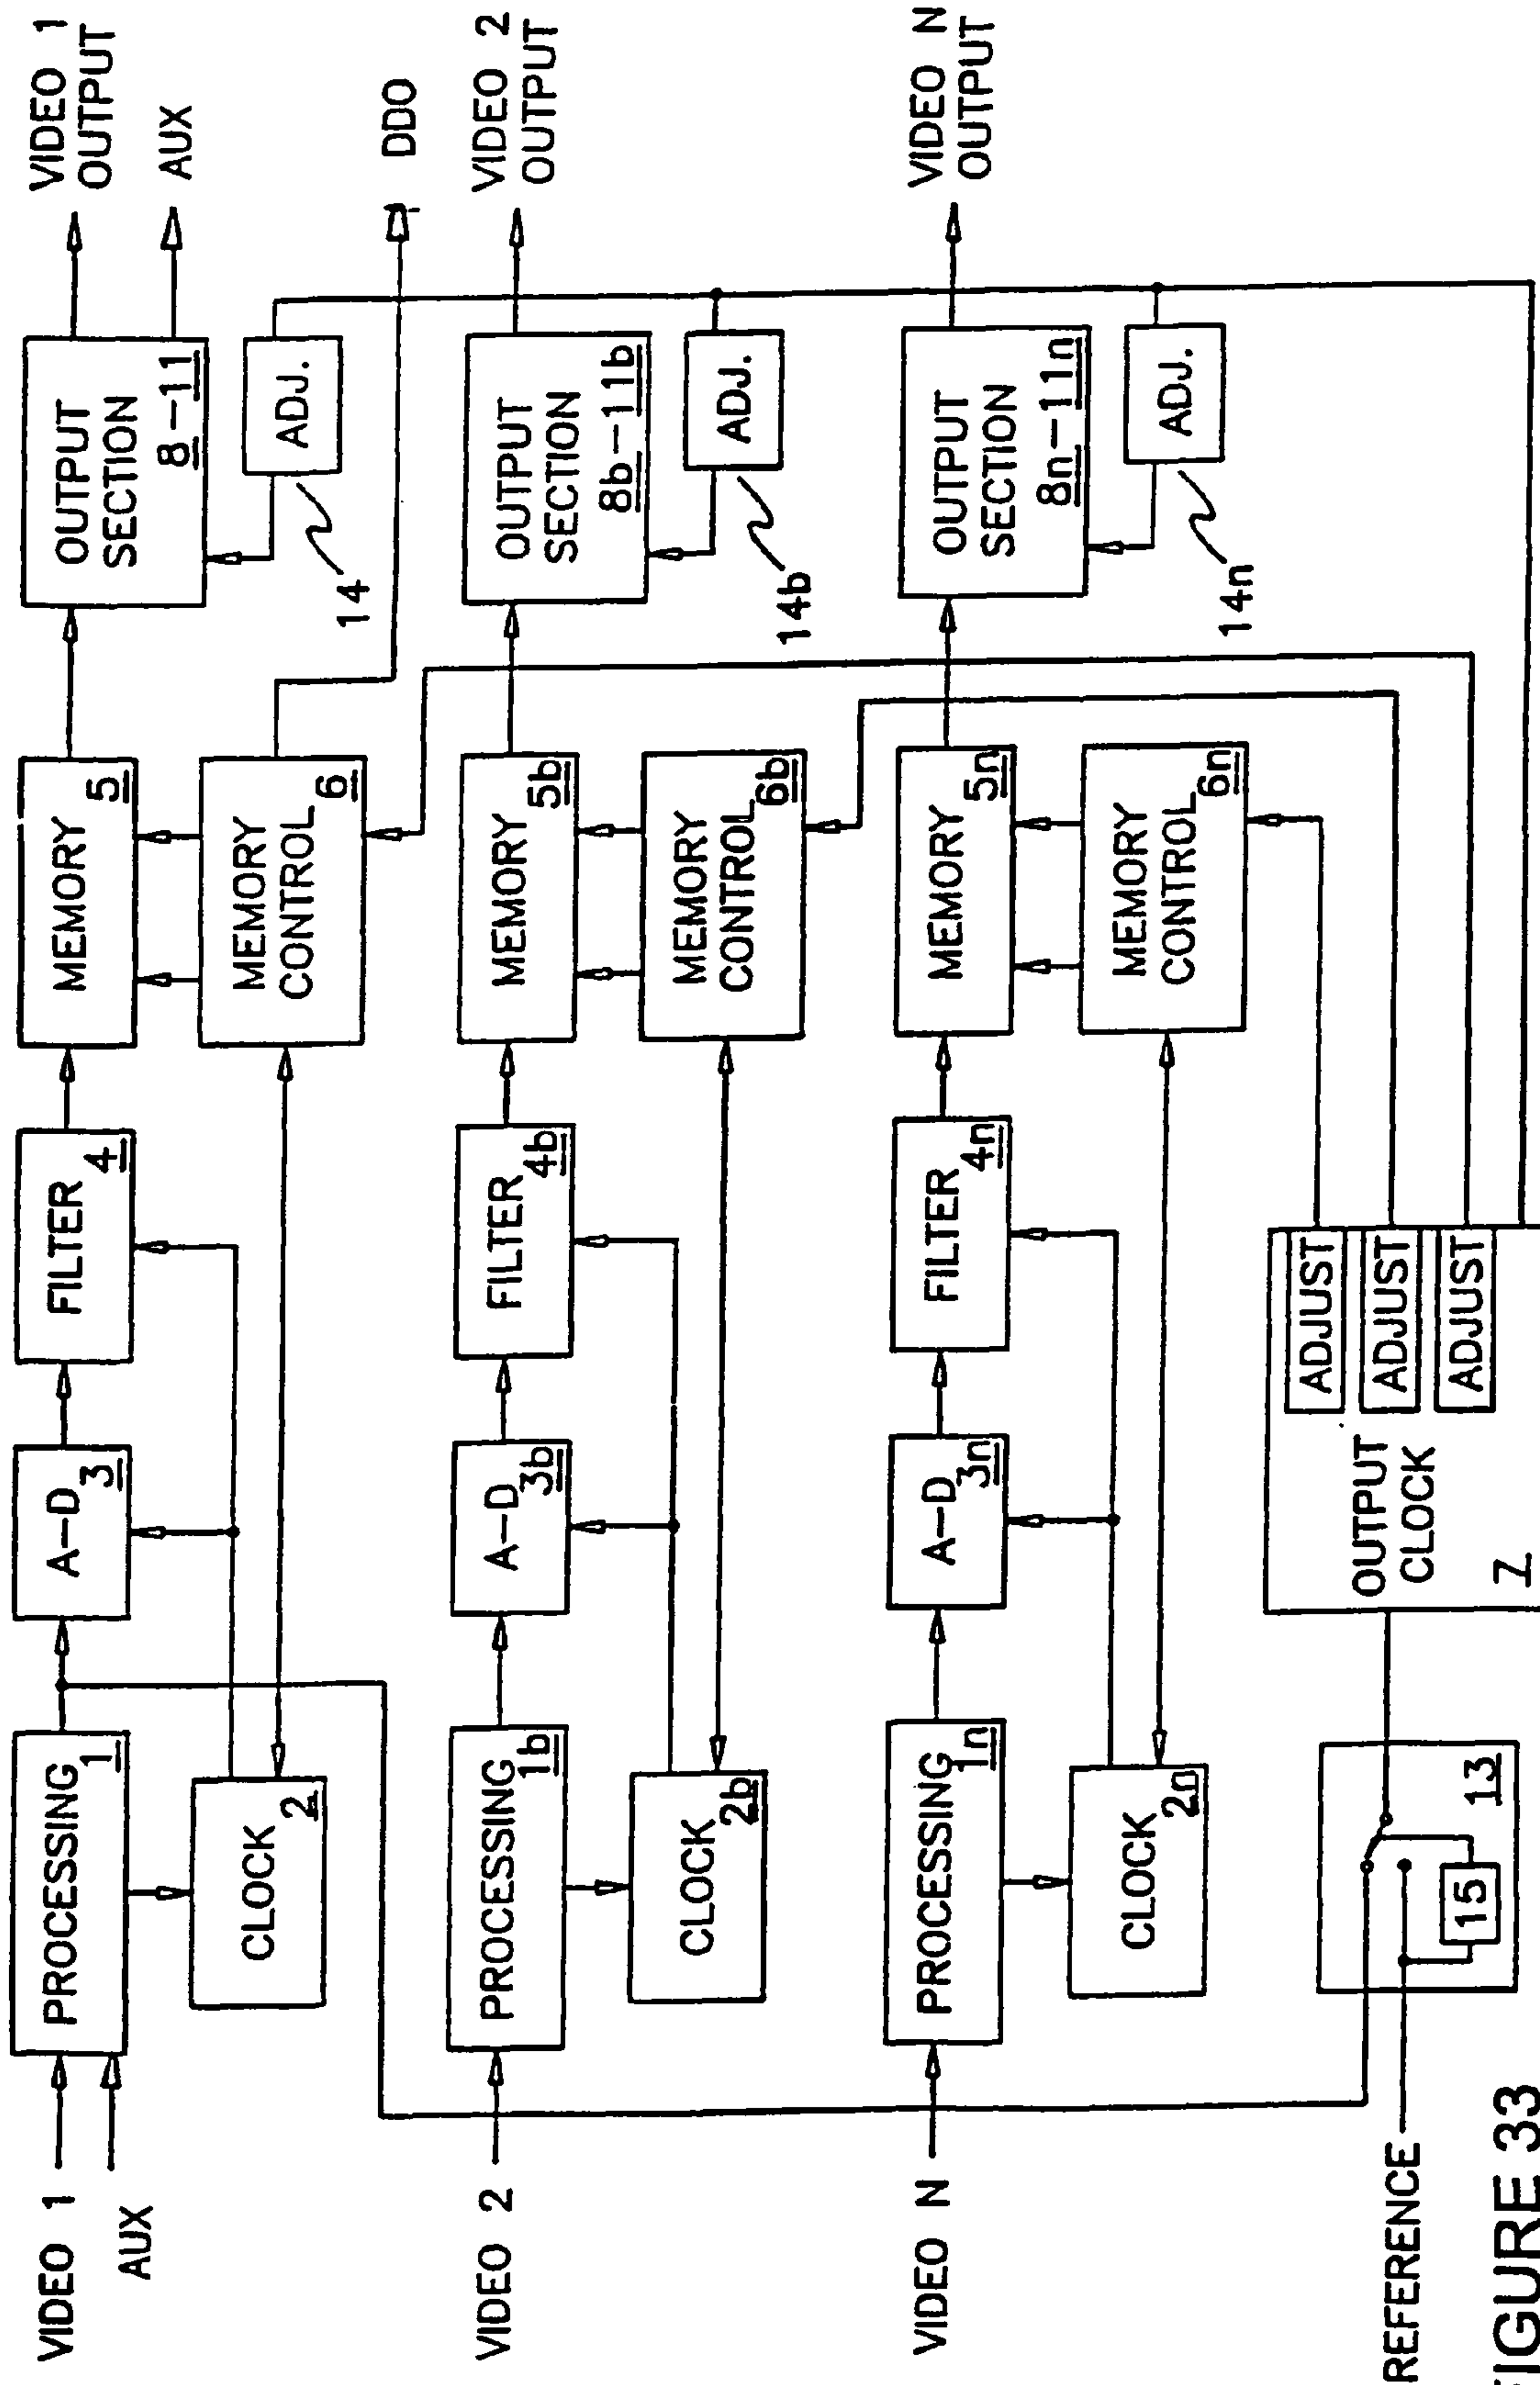 VIDEO 1
AUX
PROCESSING
1
CLOCK
2
A-D
3
FILTER
4
MEMORY
5
MEMORY
CONTROL
6
OUTPUT
SECTION
8-11
ADJ.
14
VIDEO 1
OUTPUT
AUX
DDO
VIDEO 2
PROCESSING
1b
CLOCK
2b
A-D
3b
FILTER
4b
MEMORY
5b
MEMORY
CONTROL
6b
OUTPUT
SECTION
8b-11b
ADJ.
14b
VIDEO 2
OUTPUT
VIDEO N
PROCESSING
1n
CLOCK
2n
A-D
3n
FILTER
4n
MEMORY
5n
MEMORY
CONTROL
6n
OUTPUT
SECTION
8n-11n
ADJ.
14n
VIDEO N
OUTPUT
REFERENCE
15
13
OUTPUT
CLOCK
7
ADJUST
ADJUST
ADJUST
FIGURE 33